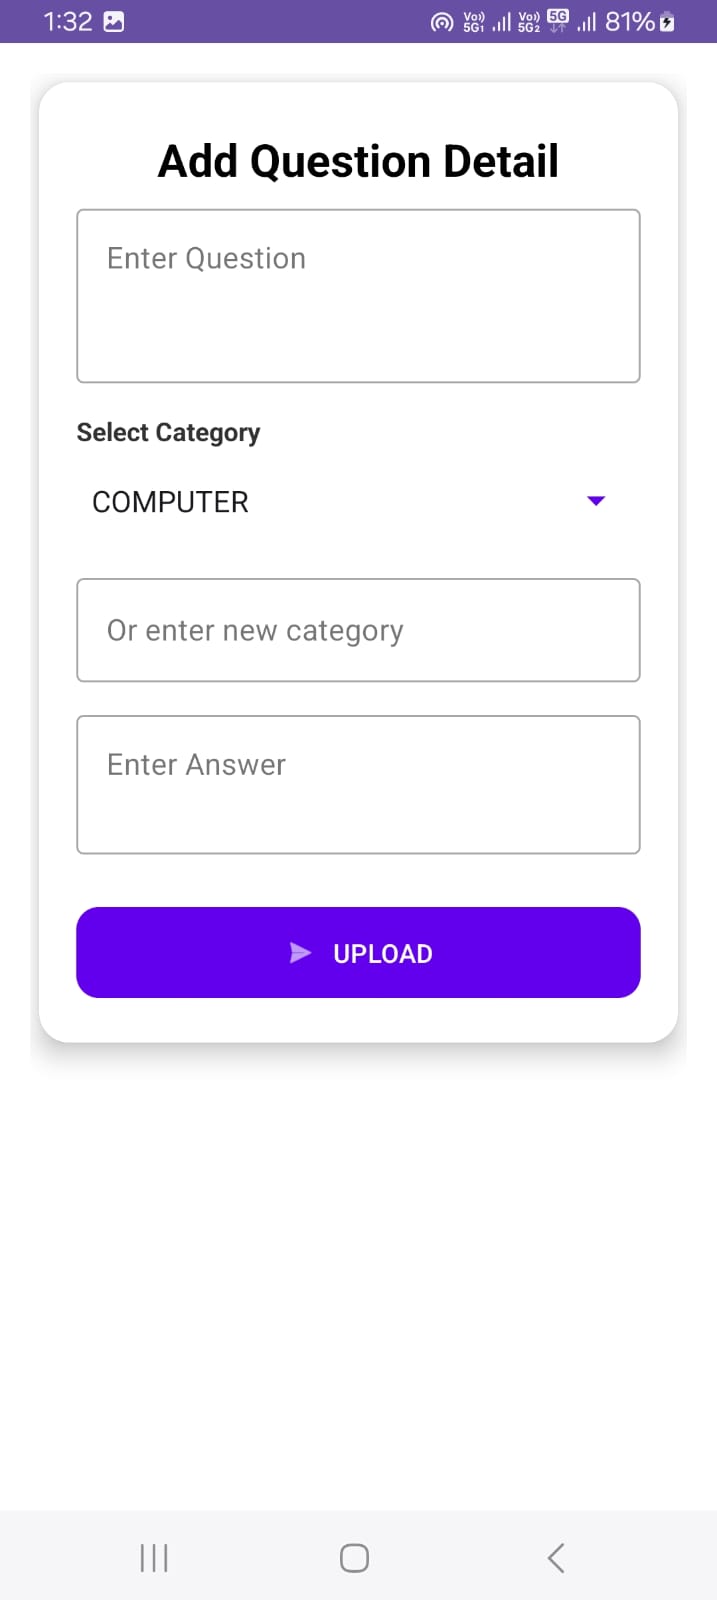 1:32 Vo)) 5G1 Vo)) 5G2 5G 81%
Add Question Detail
Enter Question
Select Category
COMPUTER
Or enter new category
Enter Answer
UPLOAD